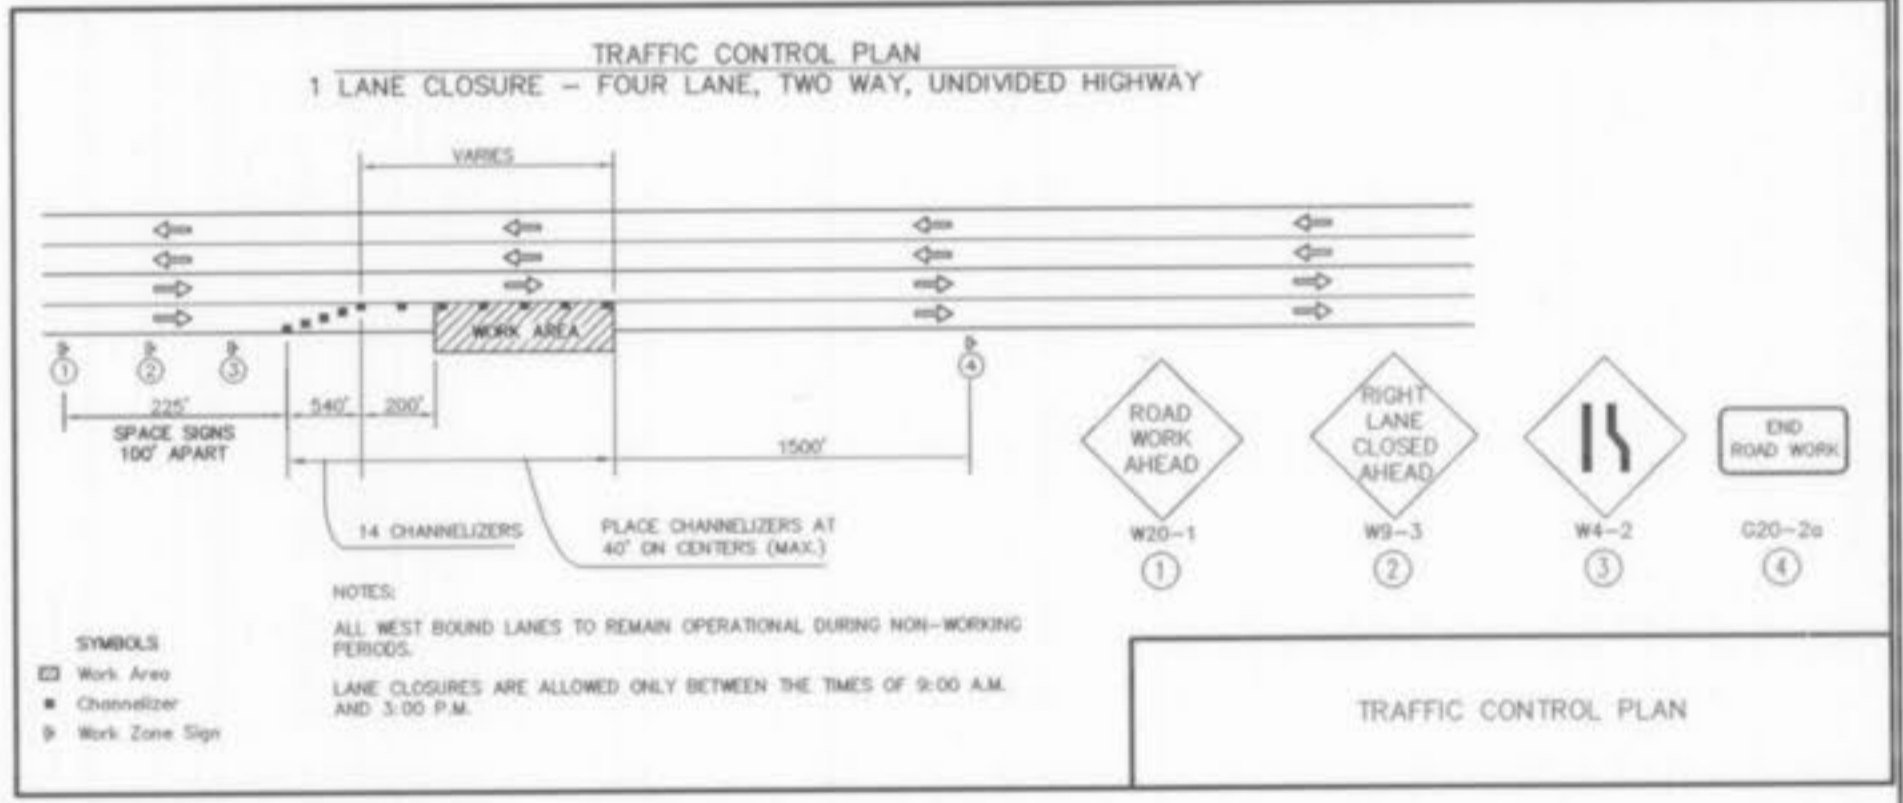 TRAFFIC CONTROL PLAN
1 LANE CLOSURE – FOUR LANE, TWO WAY, UNDIVIDED HIGHWAY
VARIES
WORK AREA
1
2
3
4
225'
540'
200'
SPACE SIGNS
100' APART
1500'
14 CHANNELIZERS
PLACE CHANNELIZERS AT
40' ON CENTERS (MAX.)
ROAD
WORK
AHEAD
W20-1
1
RIGHT
LANE
CLOSED
AHEAD
W9-3
2
W4-2
3
END
ROAD WORK
G20-2a
4
NOTES:
ALL WEST BOUND LANES TO REMAIN OPERATIONAL DURING NON-WORKING
PERIODS.
LANE CLOSURES ARE ALLOWED ONLY BETWEEN THE TIMES OF 9:00 A.M.
AND 3:00 P.M.
SYMBOLS
Work Area
Channelizer
Work Zone Sign
TRAFFIC CONTROL PLAN